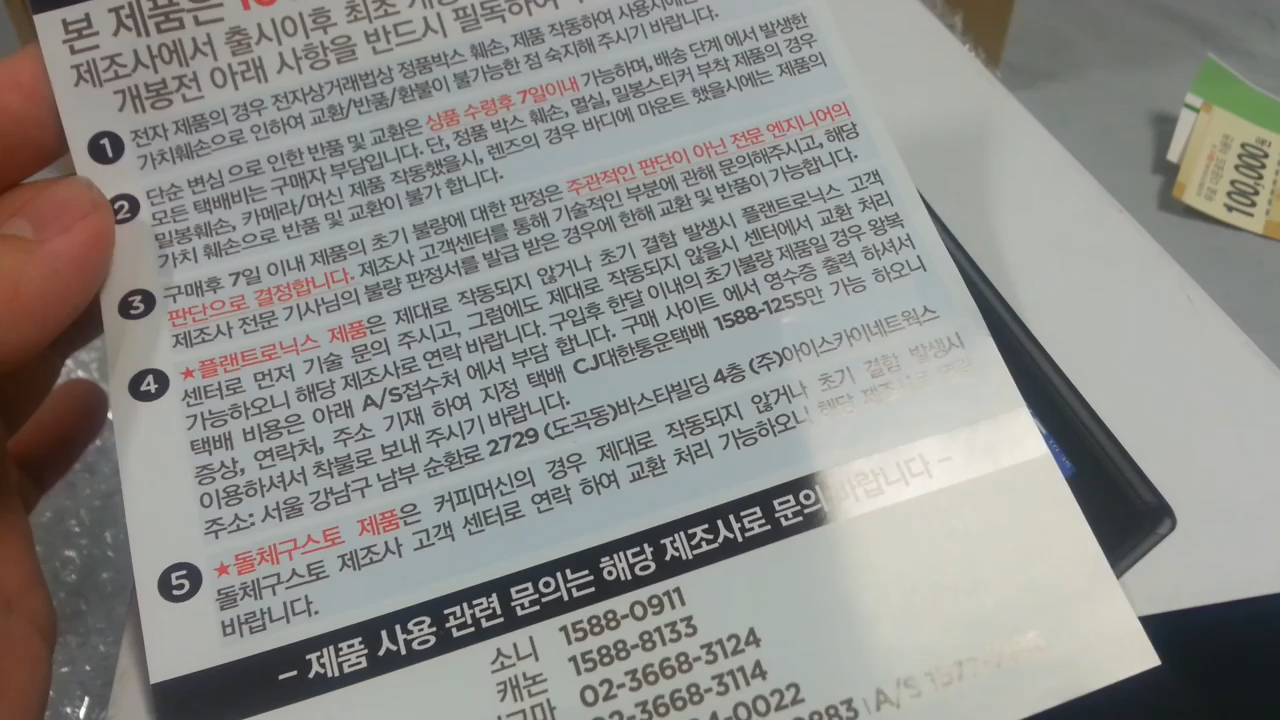 본 제품은
제조사에서 출시이후 최초
개봉전 아래 사항을 반드시 필독하여
1 전자 제품의 경우 전자상거래법상 정품박스 훼손, 제품 작동하여 사용시에는
가치훼손으로 인하여 교환/반품/환불이 불가능한 점 숙지해 주시기 바랍니다.
2 단순 변심 으로 인한 반품 및 교환은 상품 수령후 7일이내 가능하며, 배송 단계 에서 발생한
모든 택배비는 구매자 부담입니다. 단, 정품 박스 훼손, 멸실, 밀봉스티커 부착 제품의 경우
밀봉훼손, 카메라/머신 제품 작동했을시, 렌즈의 경우 바디에 마운트 했을시에는 제품의
가치 훼손으로 반품 및 교환이 불가 합니다.
3 구매후 7일 이내 제품의 초기 불량에 대한 판정은 주관적인 판단이 아닌 전문 엔지니어의
판단으로 결정합니다. 제조사 고객센터를 통해 기술적인 부분에 관해 문의해주시고, 해당
제조사 전문 기사님의 불량 판정서를 발급 받은 경우에 한해 교환 및 반품이 가능합니다.
4 ★플랜트로닉스 제품은 제대로 작동되지 않거나 초기 결함 발생시 플랜트로닉스 고객
센터로 먼저 기술 문의 주시고, 그럼에도 제대로 작동되지 않을시 센터에서 교환 처리
가능하오니 해당 제조사로 연락 바랍니다. 구입후 한달 이내의 초기불량 제품일 경우 왕복
택배 비용은 아래 A/S접수처 에서 부담 합니다. 구매 사이트 에서 영수증 출력 하셔서
증상, 연락처, 주소 기재 하여 지정 택배 CJ대한통운택배 1588-1255만 가능 하오니
이용하셔서 착불로 보내 주시기 바랍니다.
주소: 서울 강남구 남부 순환로 2729 (도곡동)바스타빌딩 4층 (주)아이스카이네트웍스
5 ★돌체구스토 제품은 커피머신의 경우 제대로 작동되지 않거나 초기 결함 발생시
돌체구스토 제조사 고객 센터로 연락 하여 교환 처리 가능하오니 해당 제조사로 연락
바랍니다.
- 제품 사용 관련 문의는 해당 제조사로 문의 바랍니다 -
소니 1588-0911
캐논 1588-8133
02-3668-3124
02-3668-3114
0022
0883 | A/S
100,000원